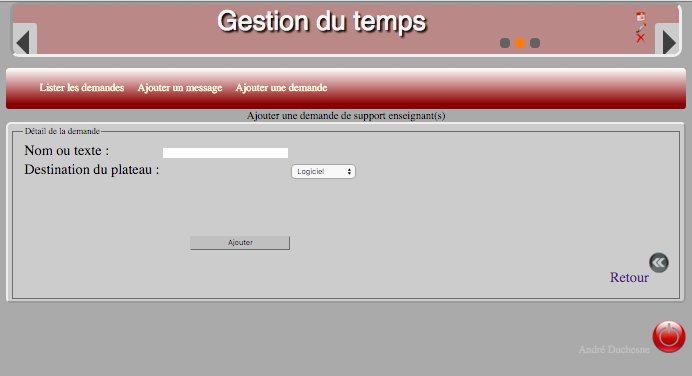 Gestion du temps
Lister les demandes Ajouter un message Ajouter une demande
Ajouter une demande de support enseignant(s)
Détail de la demande
Nom ou texte :
Destination du plateau : Logiciel
Ajouter
Retour
André Duchesne